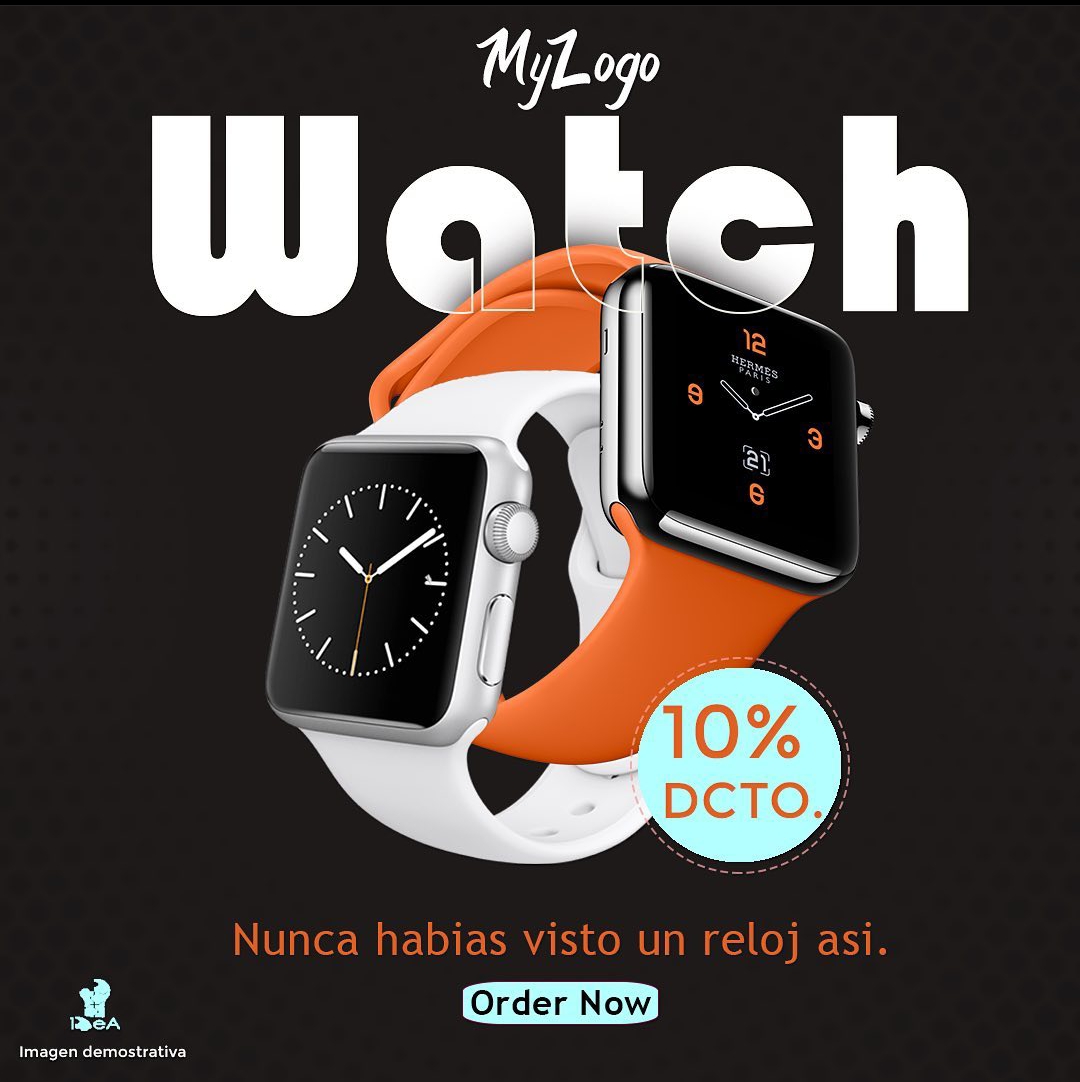 MyLogo
Watch
12
HERMES
PARIS
9
3
21
6
10%
DCTO.
Nunca habias visto un reloj asi.
Order Now
IDeA
Imagen demostrativa